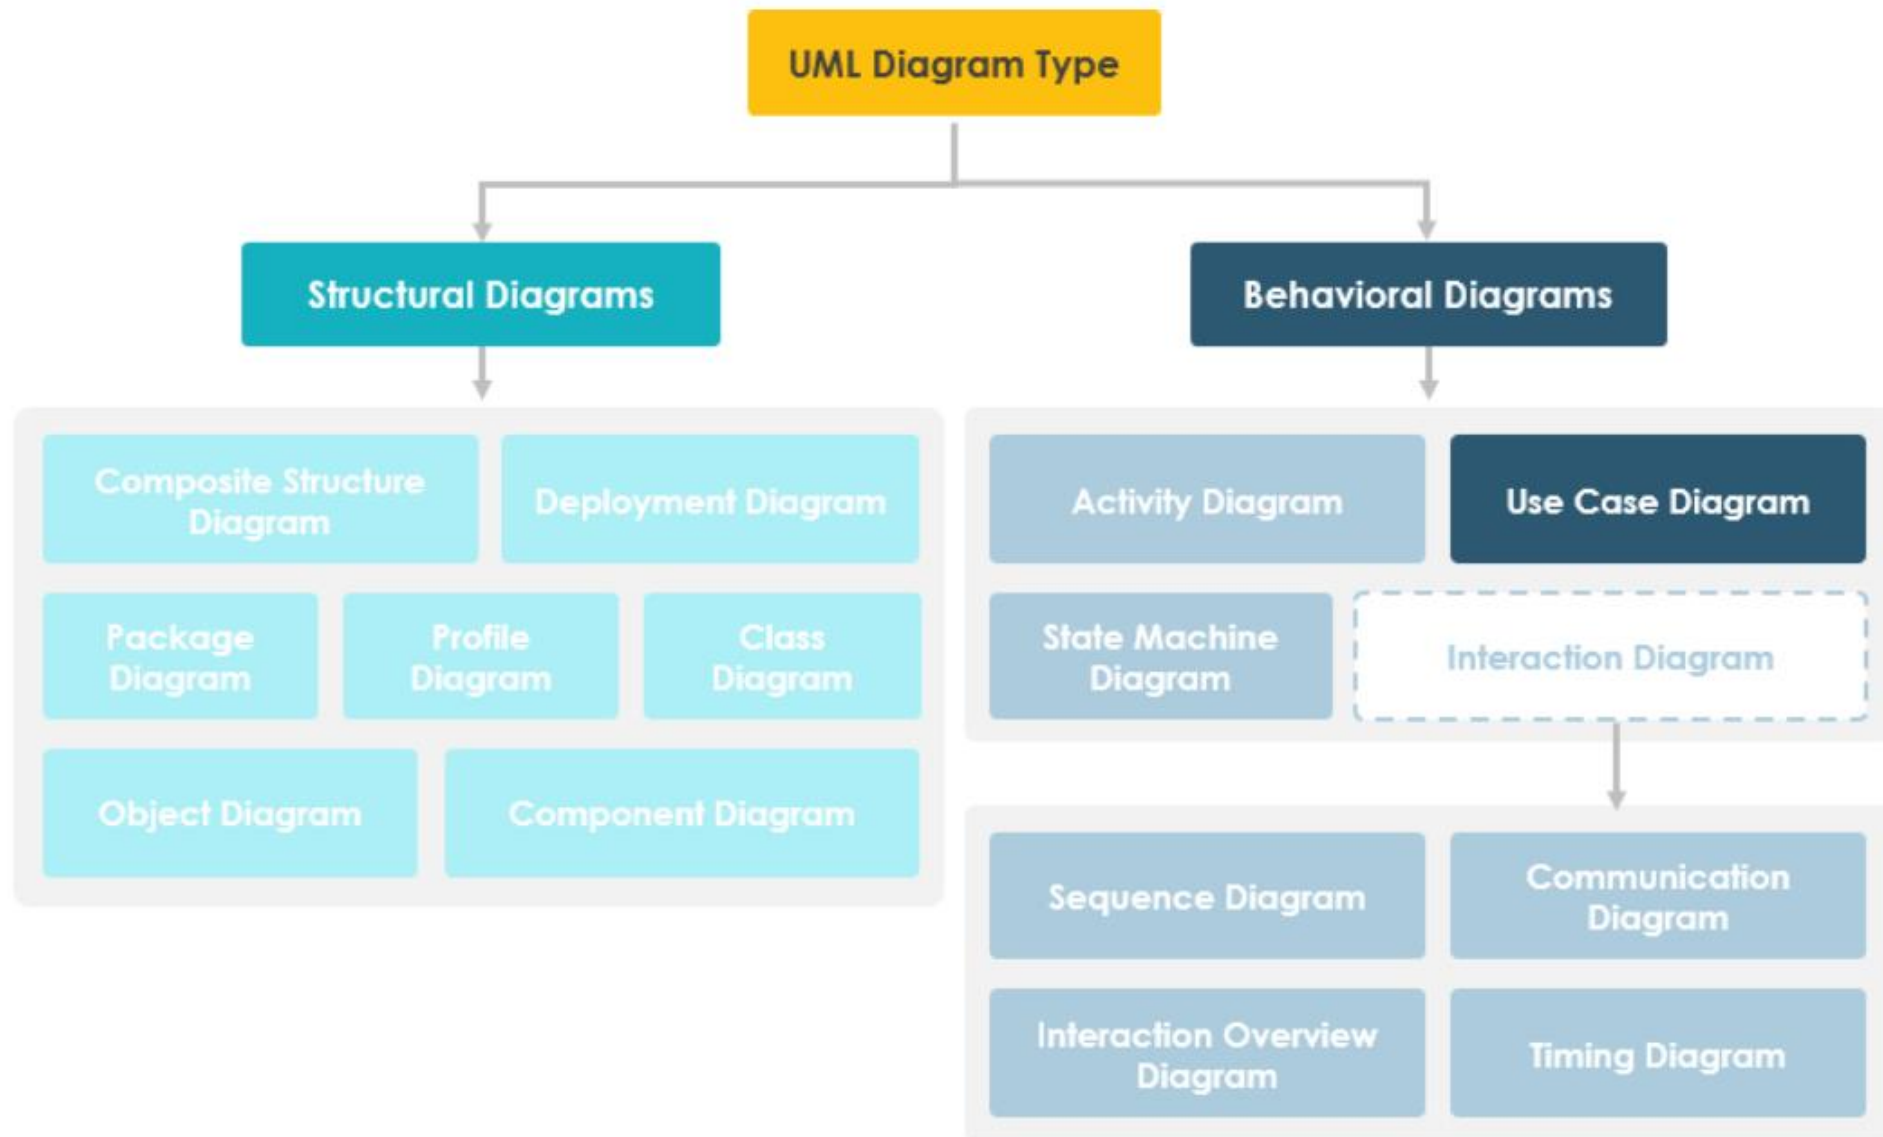 UML Diagram Type
Structural Diagrams
Behavioral Diagrams
Composite Structure
Diagram
Deployment Diagram
Package
Diagram
Profile
Diagram
Class
Diagram
Object Diagram
Component Diagram
Activity Diagram
Use Case Diagram
State Machine
Diagram
Interaction Diagram
Sequence Diagram
Communication
Diagram
Interaction Overview
Diagram
Timing Diagram